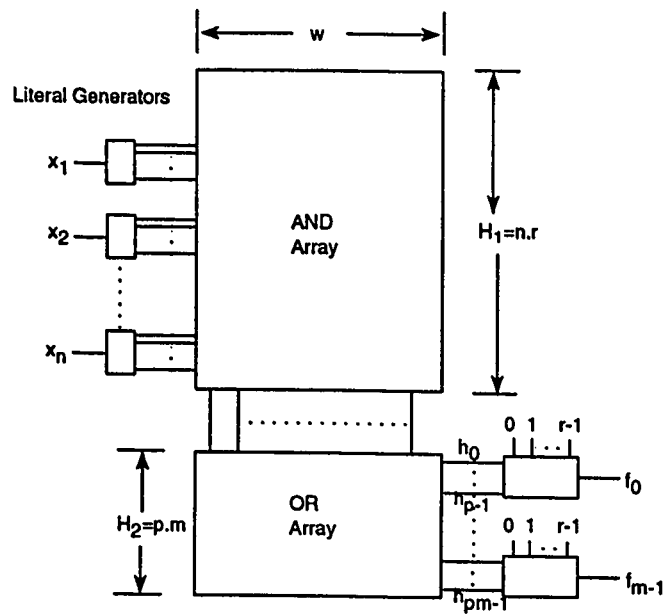 w
Literal Generators
x1
x2
xn
AND
Array
H1=n.r
0 1 r-1
h0
f0
hp-1
OR
Array
H2=p.m
0 1 r-1
fm-1
hpm-1